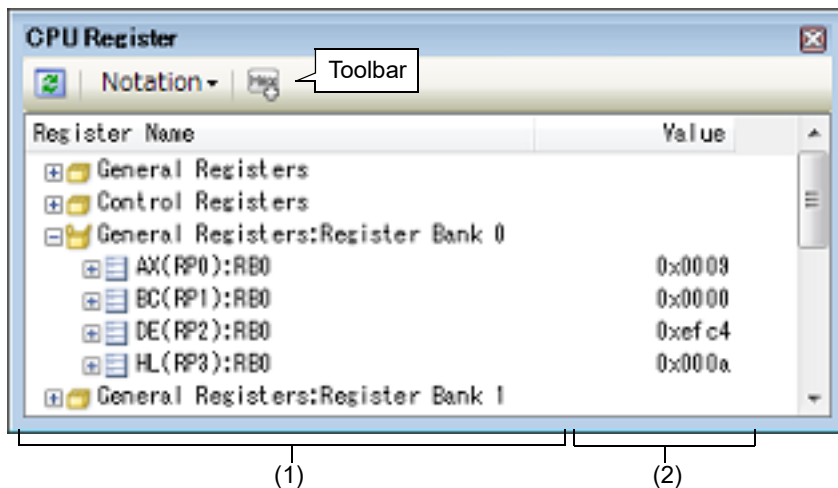 CPU Register
Notation
Hex
Toolbar
Register Name Value
General Registers
Control Registers
General Registers:Register Bank 0
AX(RP0):RB0 0x0009
BC(RP1):RB0 0x0000
DE(RP2):RB0 0xefc4
HL(RP3):RB0 0x000a
General Registers:Register Bank 1
(1) (2)